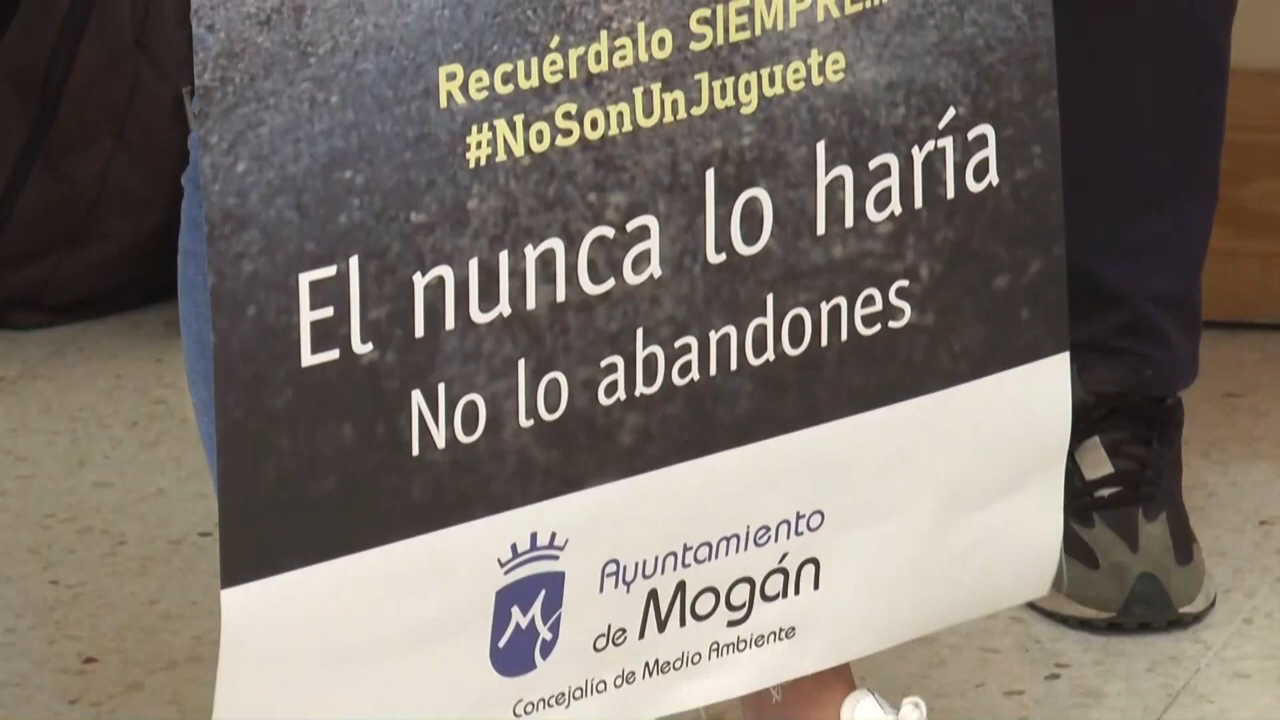 Recuérdalo SIEMPRE...
#NoSonUnJuguete
El nunca lo haría
No lo abandones
Ayuntamiento
de Mogán
Concejalía de Medio Ambiente